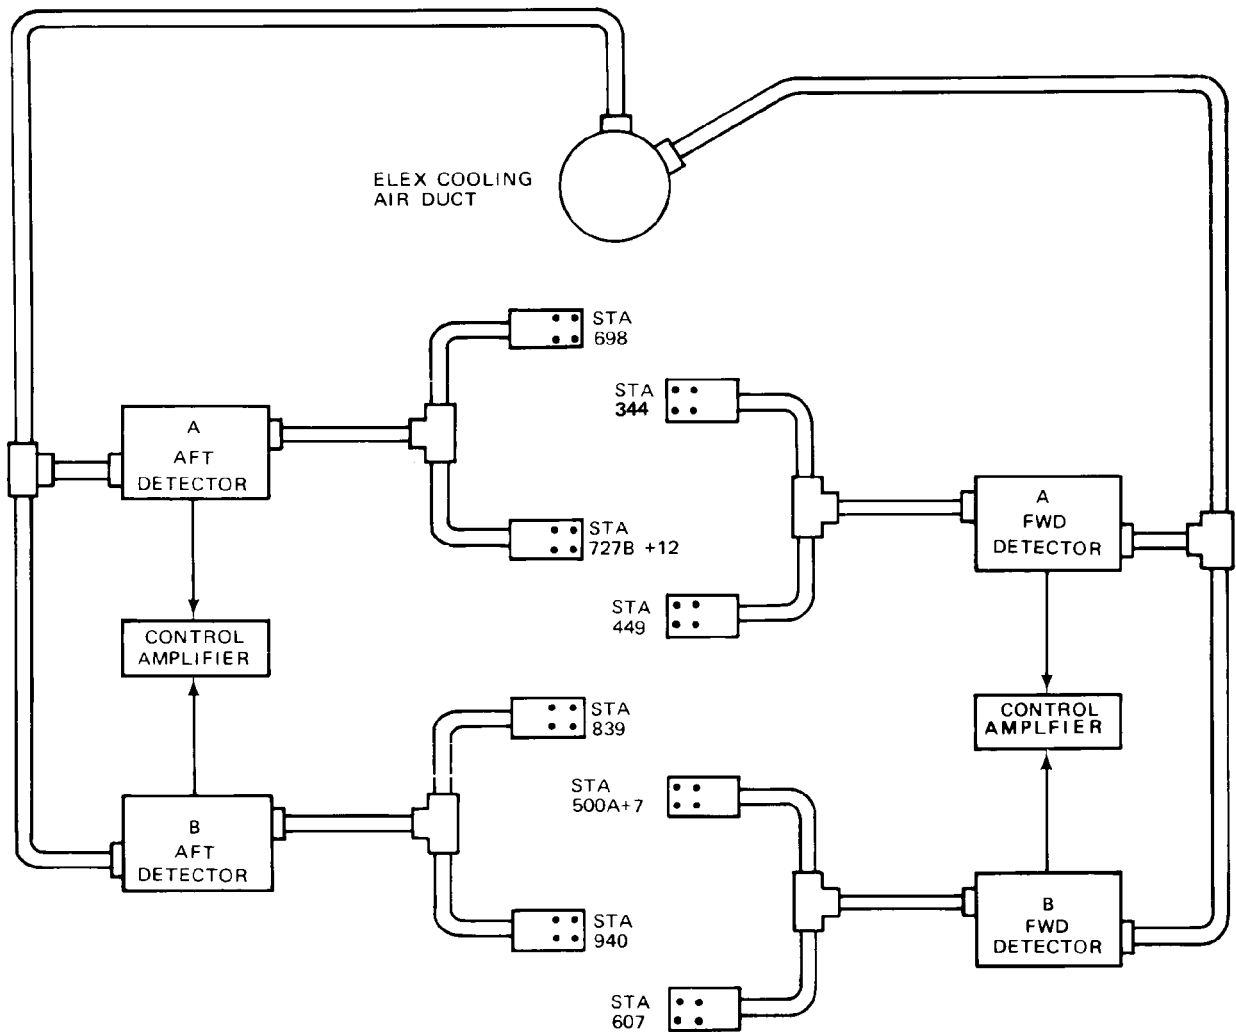 ELEX COOLING
AIR DUCT
STA
698
STA
344
A
AFT
DETECTOR
STA
727B +12
A
FWD
DETECTOR
STA
449
CONTROL
AMPLIFIER
STA
839
CONTROL
AMPLFIER
STA
500A+7
B
AFT
DETECTOR
STA
940
B
FWD
DETECTOR
STA
607